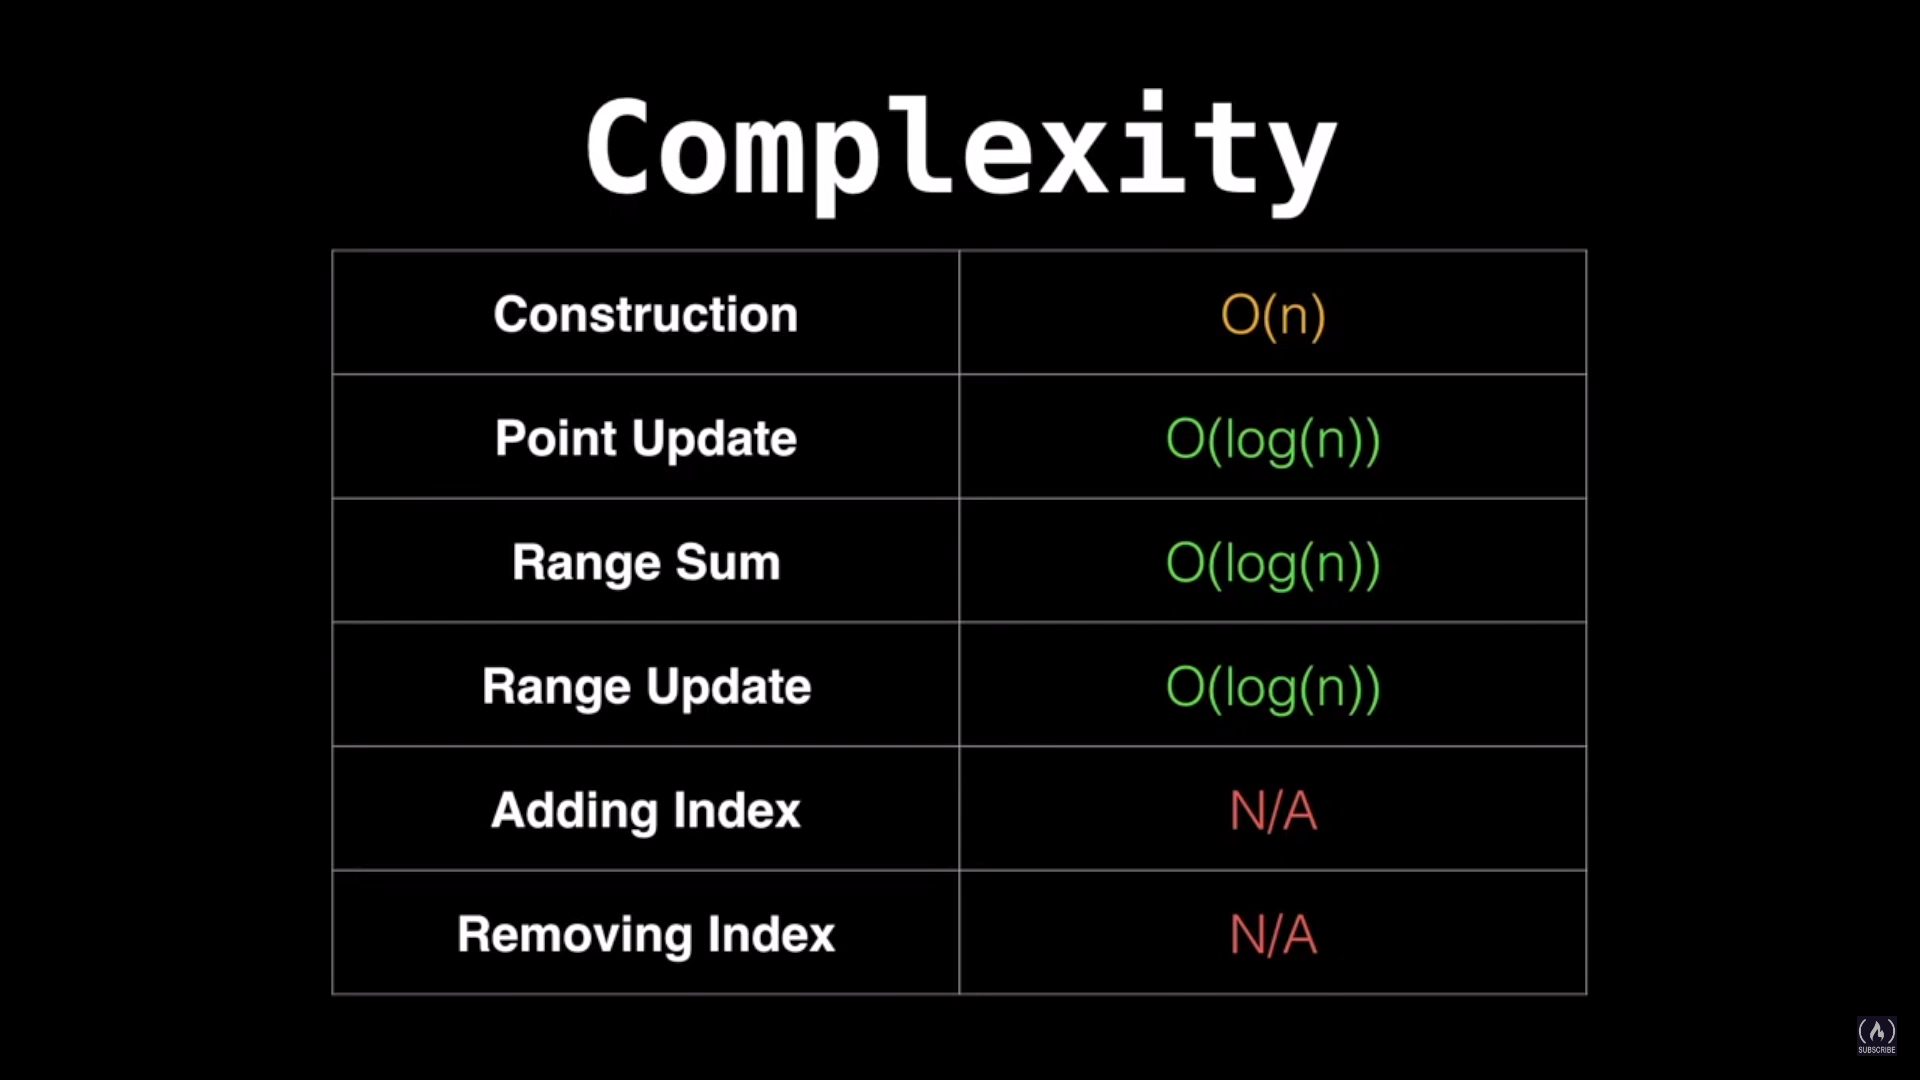 Complexity
Construction O(n)
Point Update O(log(n))
Range Sum O(log(n))
Range Update O(log(n))
Adding Index N/A
Removing Index N/A
SUBSCRIBE